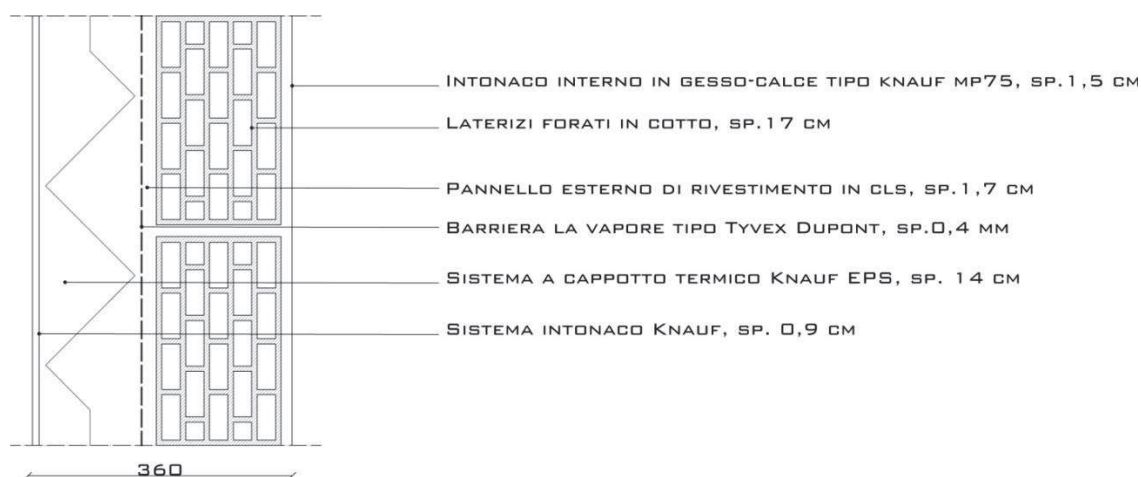 INTONACO INTERNO IN GESSO-CALCE TIPO KNAUF MP75, SP.1,5 CM
LATERIZI FORATI IN COTTO, SP.17 CM
PANNELLO ESTERNO DI RIVESTIMENTO IN CLS, SP.1,7 CM
BARRIERA LA VAPORE TIPO TYVEX DUPONT, SP.0,4 MM
SISTEMA A CAPPOTTO TERMICO KNAUF EPS, SP. 14 CM
SISTEMA INTONACO KNAUF, SP. 0,9 CM
360